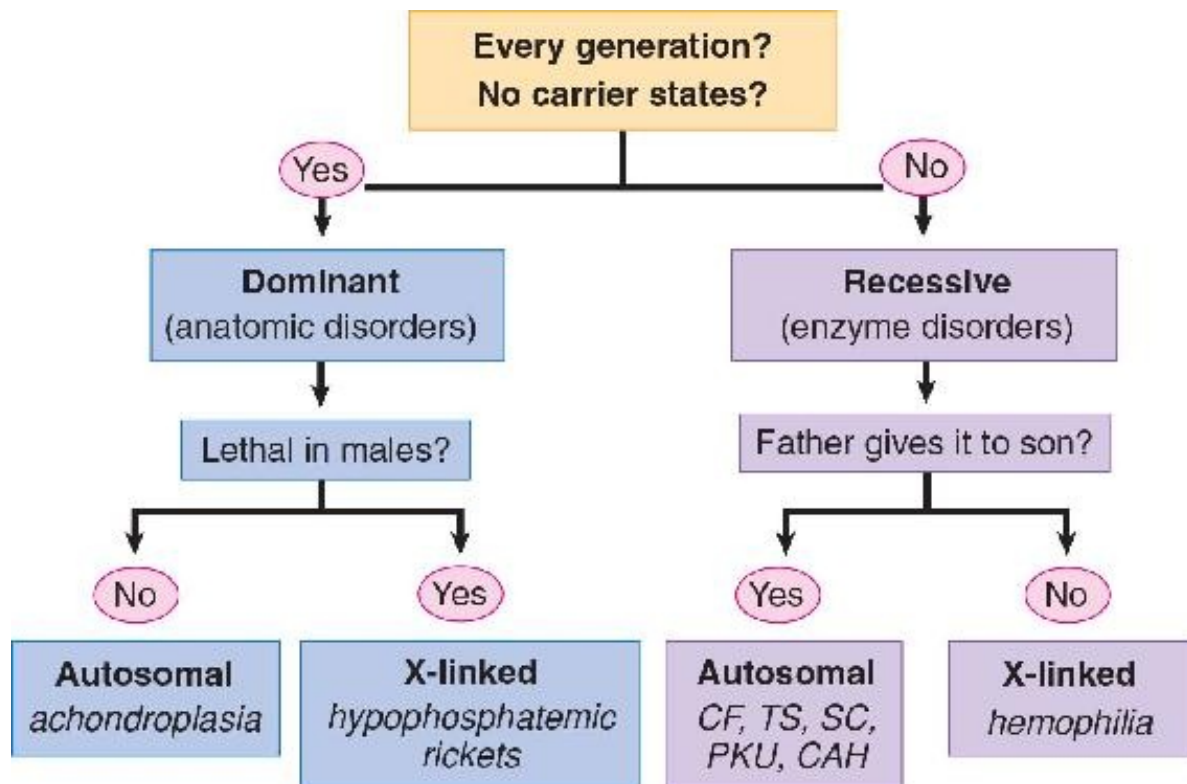 Every generation?
No carrier states?
Yes
No
Dominant
(anatomic disorders)
Recessive
(enzyme disorders)
Lethal in males?
Father gives it to son?
No
Yes
Yes
No
Autosomal
achondroplasia
X-linked
hypophosphatemic
rickets
Autosomal
CF, TS, SC,
PKU, CAH
X-linked
hemophilia